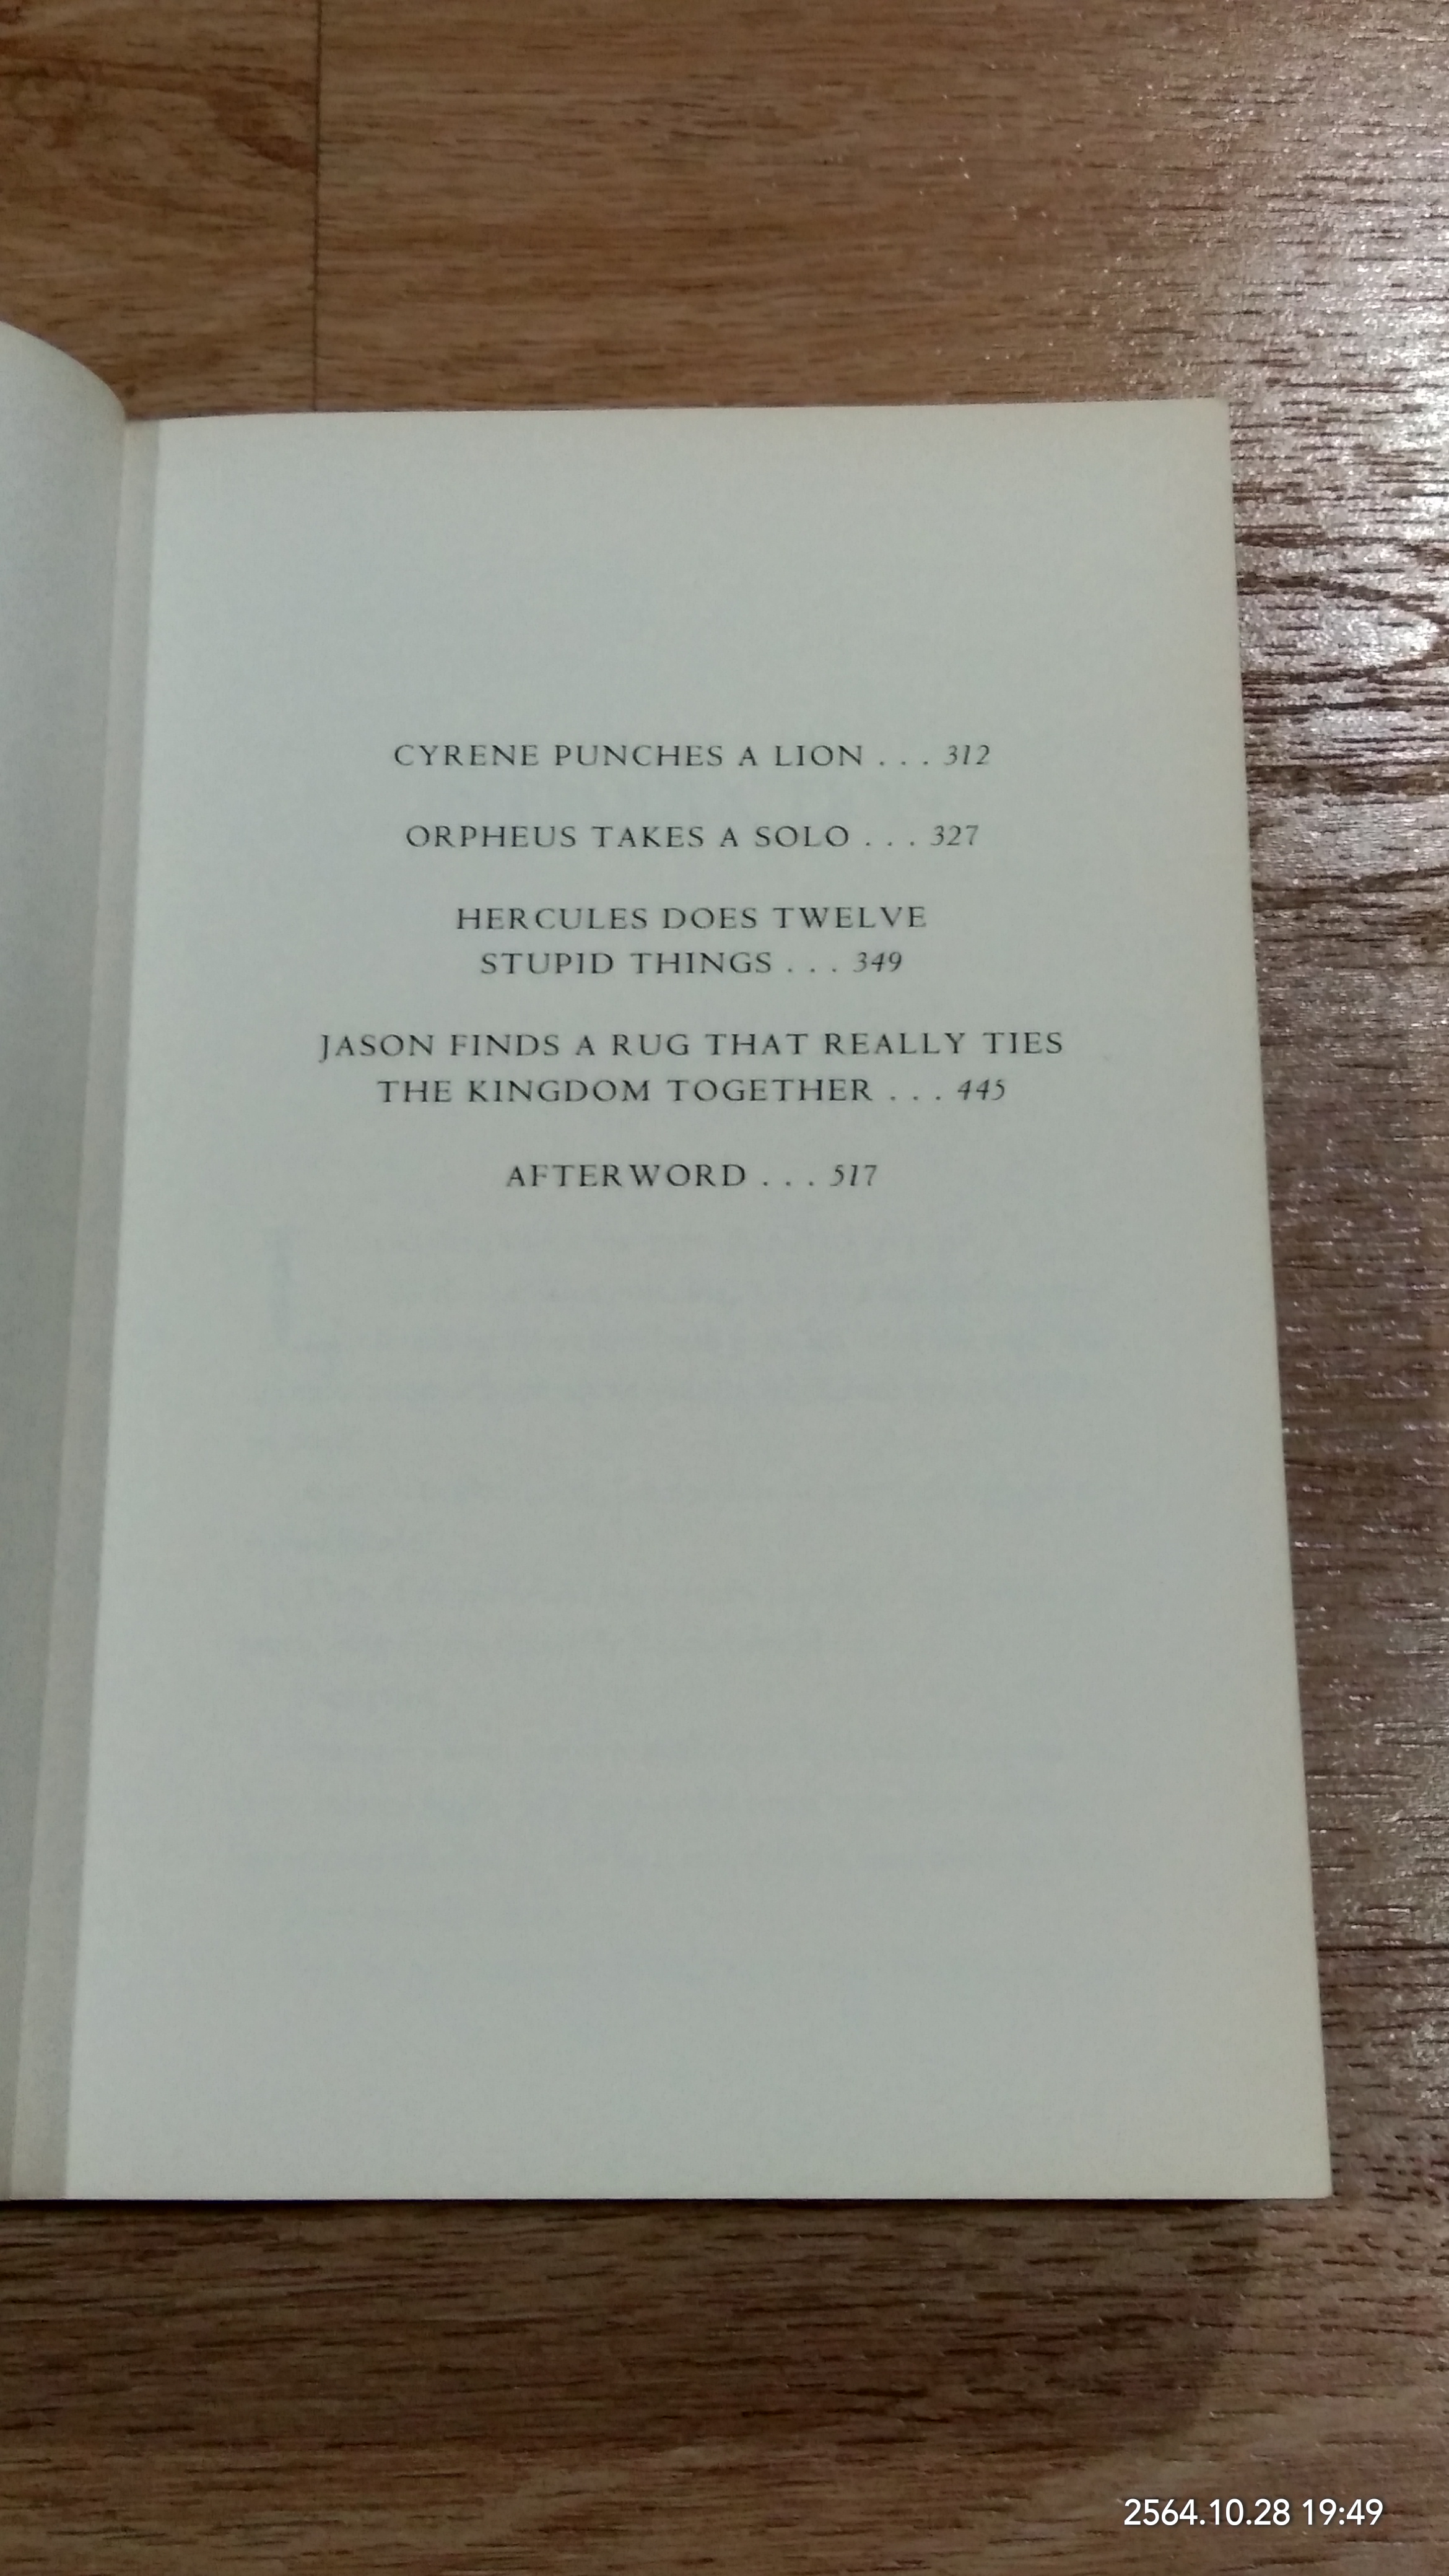 CYRENE PUNCHES A LION . . . 312
ORPHEUS TAKES A SOLO . . . 327
HERCULES DOES TWELVE
STUPID THINGS . . . 349
JASON FINDS A RUG THAT REALLY TIES
THE KINGDOM TOGETHER . . . 445
AFTERWORD . . . 517
2564.10.28 19:49